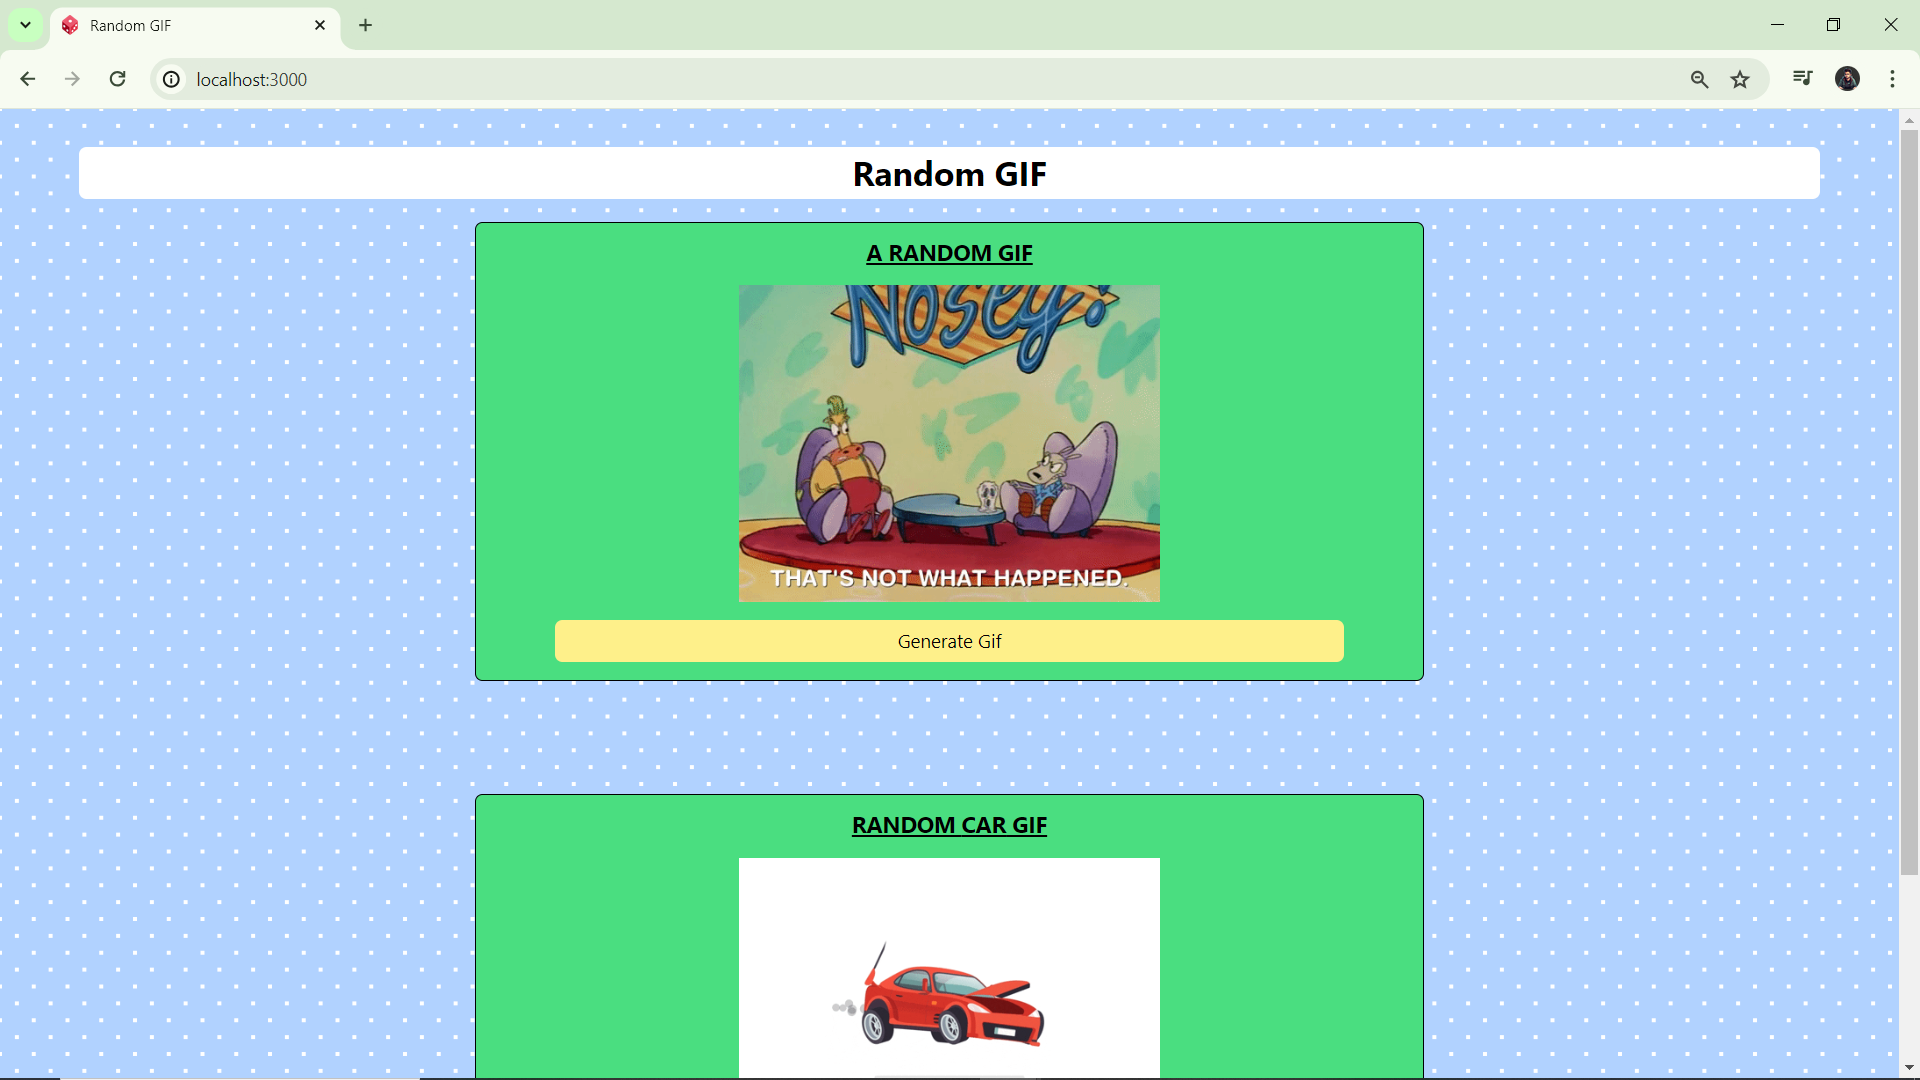 Random GIF
localhost:3000
Random GIF
A RANDOM GIF
Nosey!
THAT'S NOT WHAT HAPPENED.
Generate Gif
RANDOM CAR GIF